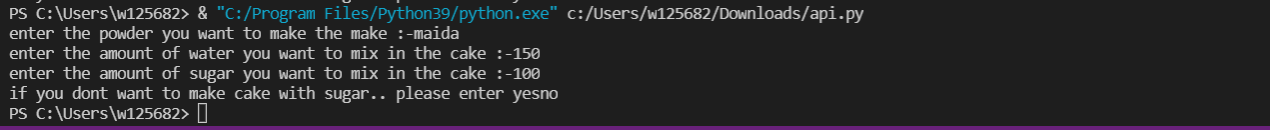 PS C:\Users\w125682> & "C:/Program Files/Python39/python.exe" c:/Users/w125682/Downloads/api.py
enter the powder you want to make the make :-maida
enter the amount of water you want to mix in the cake :-150
enter the amount of sugar you want to mix in the cake :-100
if you dont want to make cake with sugar.. please enter yesno
PS C:\Users\w125682>